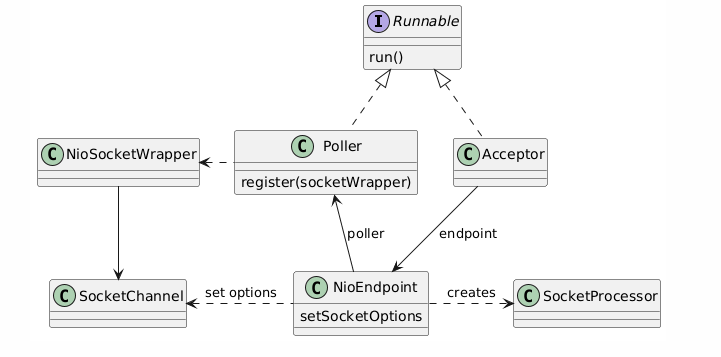 I Runnable
run()
C NioSocketWrapper
C Poller
register(socketWrapper)
C Acceptor
poller
endpoint
C SocketChannel
set options
C NioEndpoint
setSocketOptions
creates
C SocketProcessor